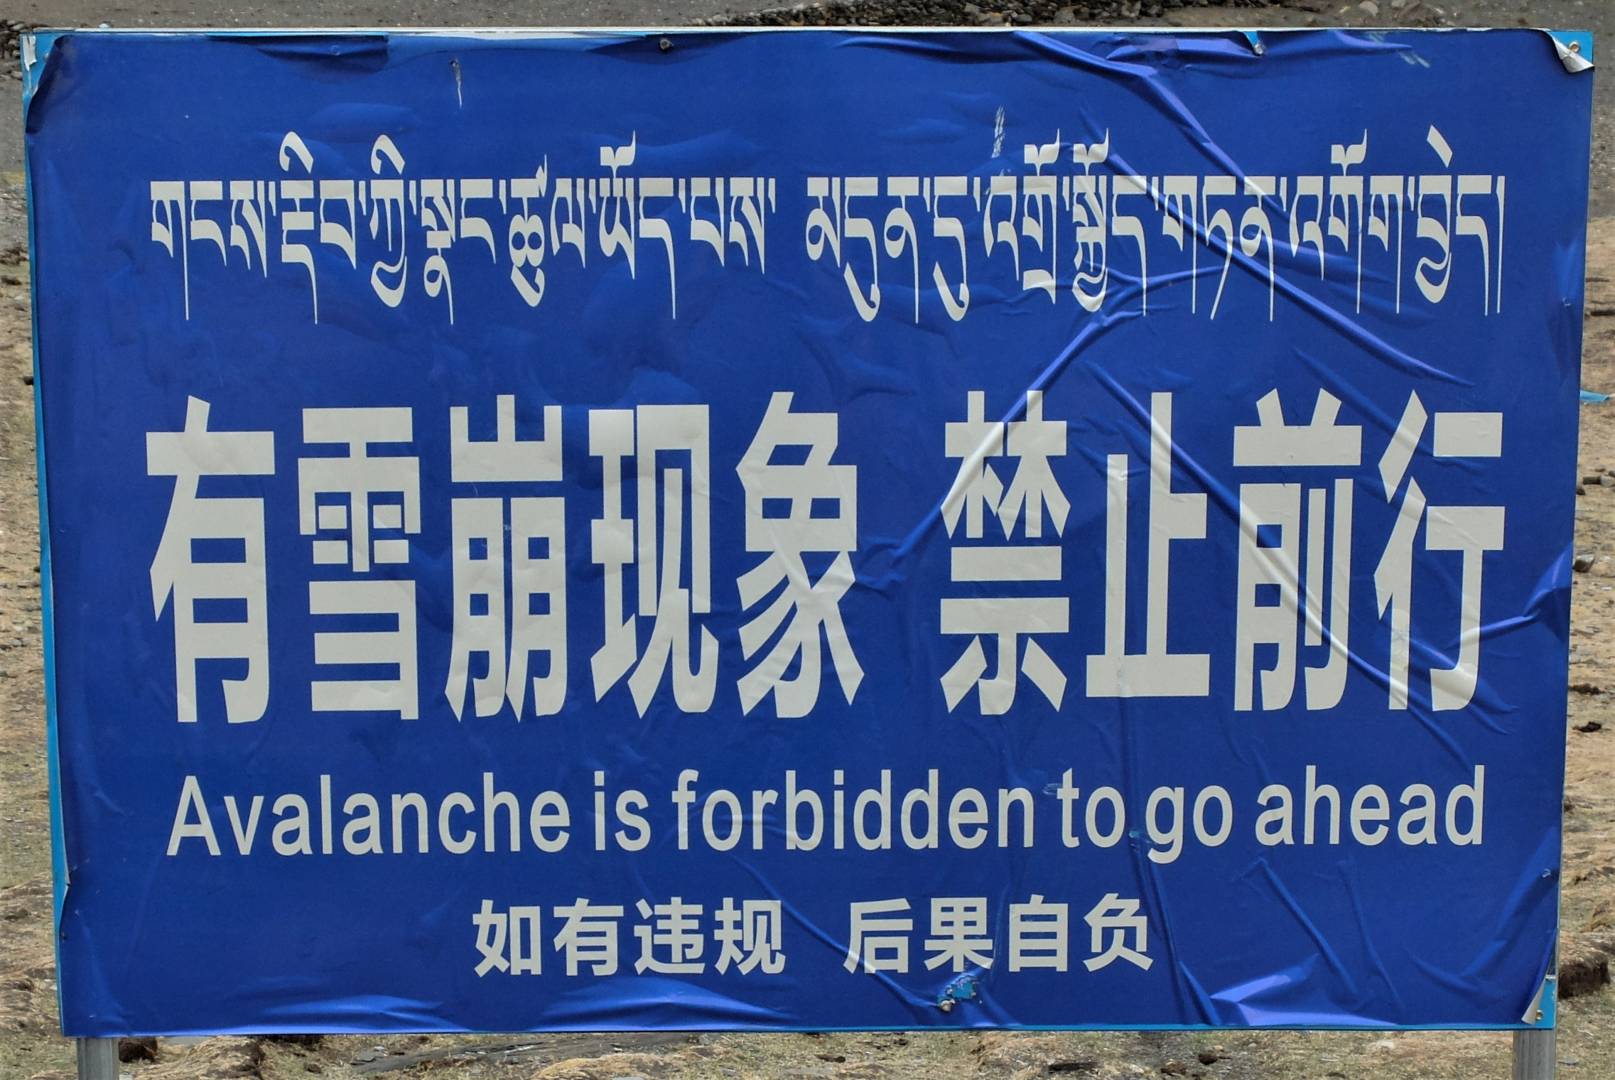 གངས་རྡིབ་ཀྱི་སྣང་ཚུལ་ཡོད་པས་ མདུན་དུ་འགྲོ་སྐྱོད་གཏན་འགོག་བྱེད།
有雪崩现象 禁止前行
Avalanche is forbidden to go ahead
如有违规 后果自负